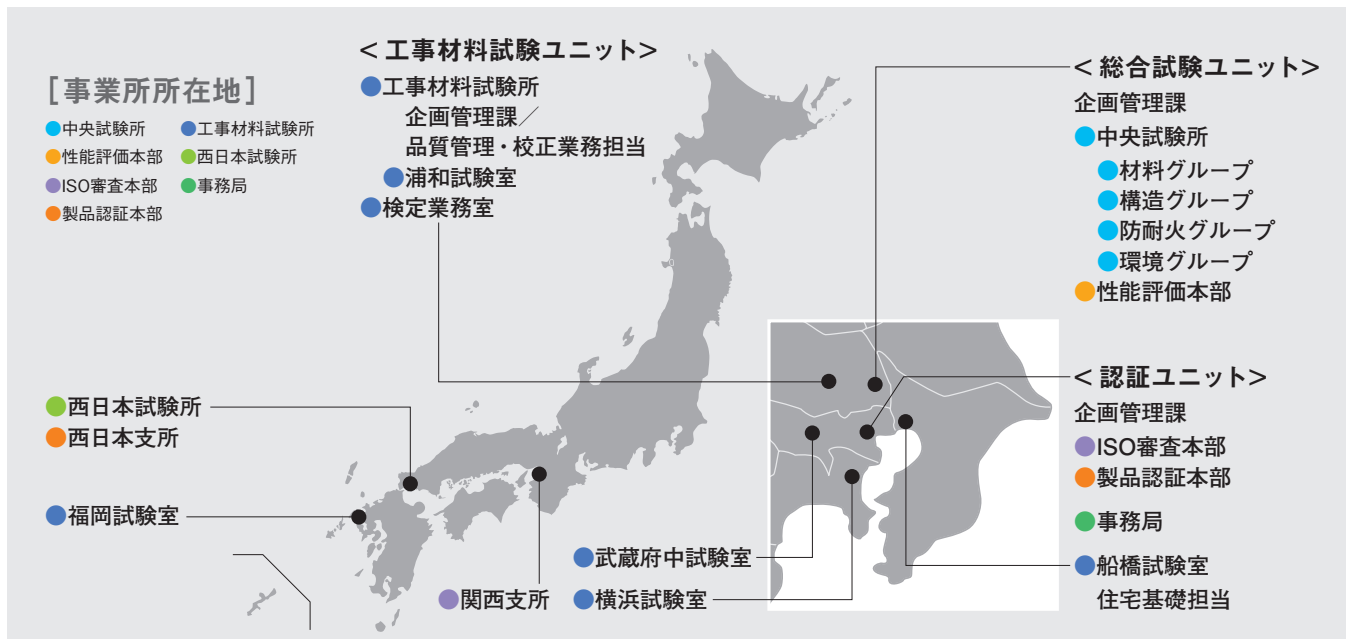 [事業所所在地]
●中央試験所 ●工事材料試験所
●性能評価本部 ●西日本試験所
●ISO審査本部 ●事務局
●製品認証本部
＜工事材料試験ユニット＞
●工事材料試験所
企画管理課／
品質管理・校正業務担当
●浦和試験室
●検定業務室
＜総合試験ユニット＞
企画管理課
●中央試験所
●材料グループ
●構造グループ
●防耐火グループ
●環境グループ
●性能評価本部
＜認証ユニット＞
企画管理課
●ISO審査本部
●製品認証本部
●事務局
●船橋試験室
住宅基礎担当
●西日本試験所
●西日本支所
●福岡試験室
●関西支所
●武蔵府中試験室
●横浜試験室